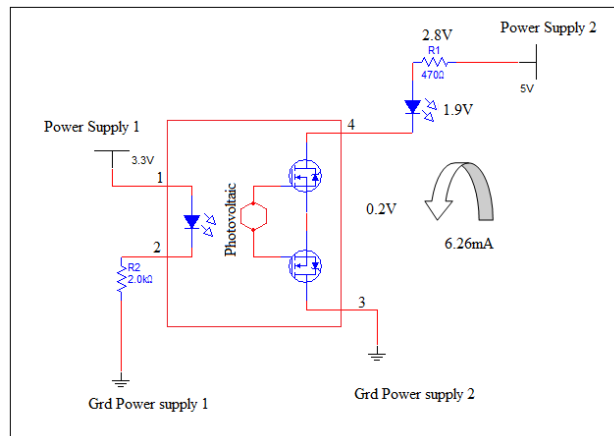 Power Supply 2
2.8V
R1
470Ω
5V
1.9V
4
Power Supply 1
3.3V
1
Photovoltaic
0.2V
6.26mA
2
R2
2.0kΩ
3
Grd Power supply 1
Grd Power supply 2